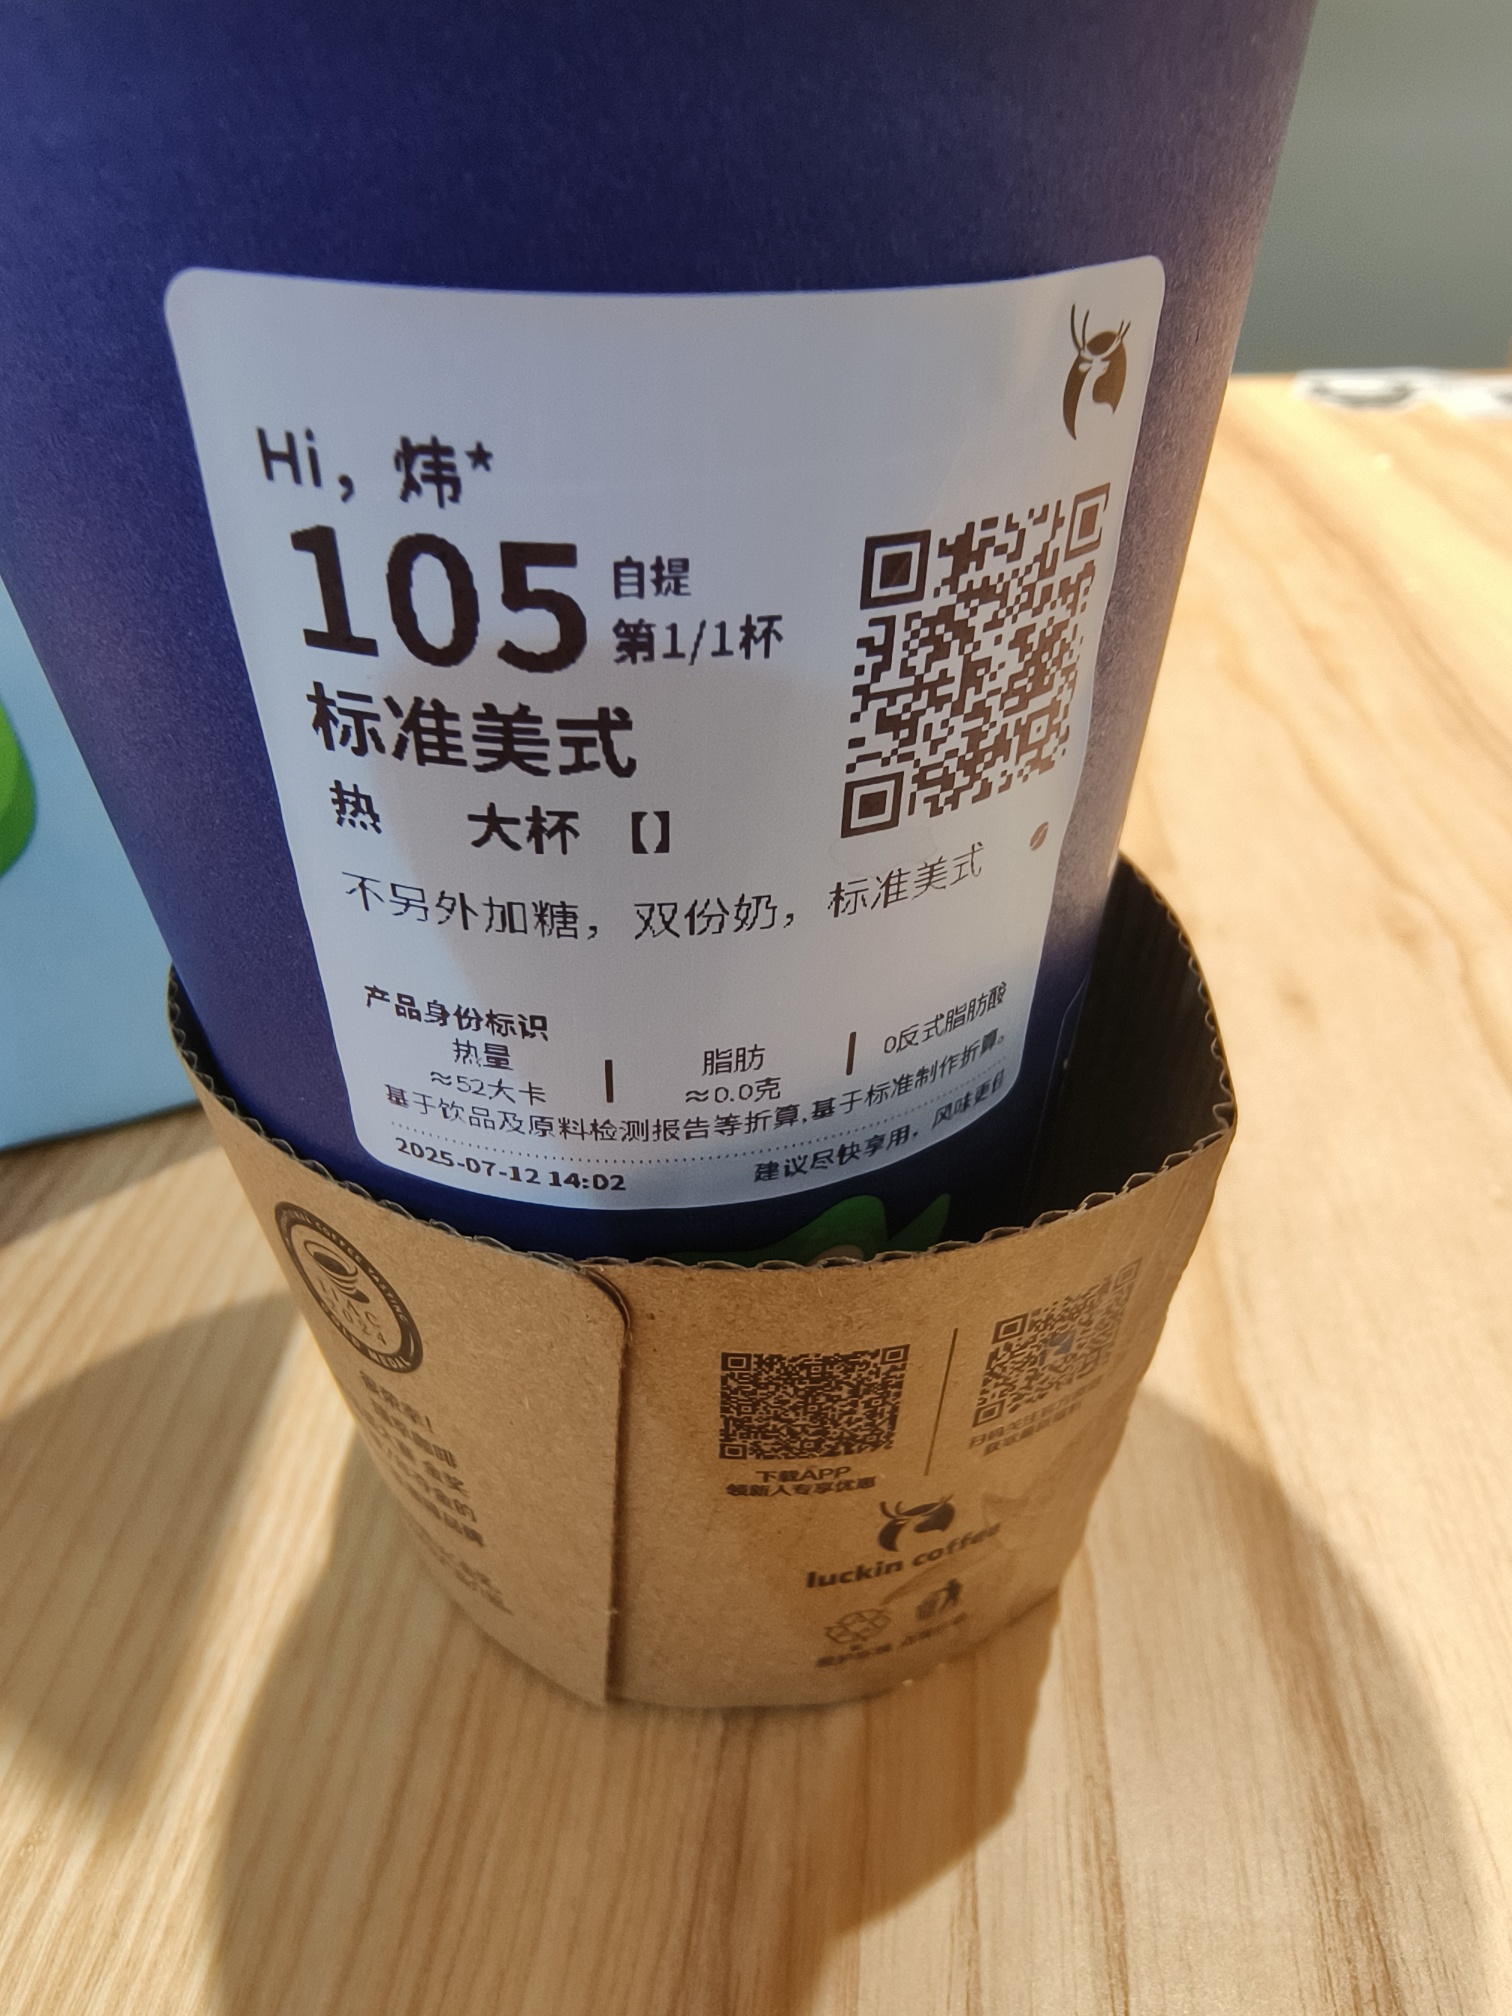 Hi，炜*
105 自提
第1/1杯
标准美式
热 大杯 【】
不另外加糖，双份奶，标准美式
产品身份标识
热量 | 脂肪 | 0反式脂肪酸
≈52大卡 ≈0.0克
基于饮品及原料检测报告等折算,基于标准制作折算。
2025-07-12 14:02 建议尽快享用，风味更佳
下载APP
领新人专享优惠
luckin coffee